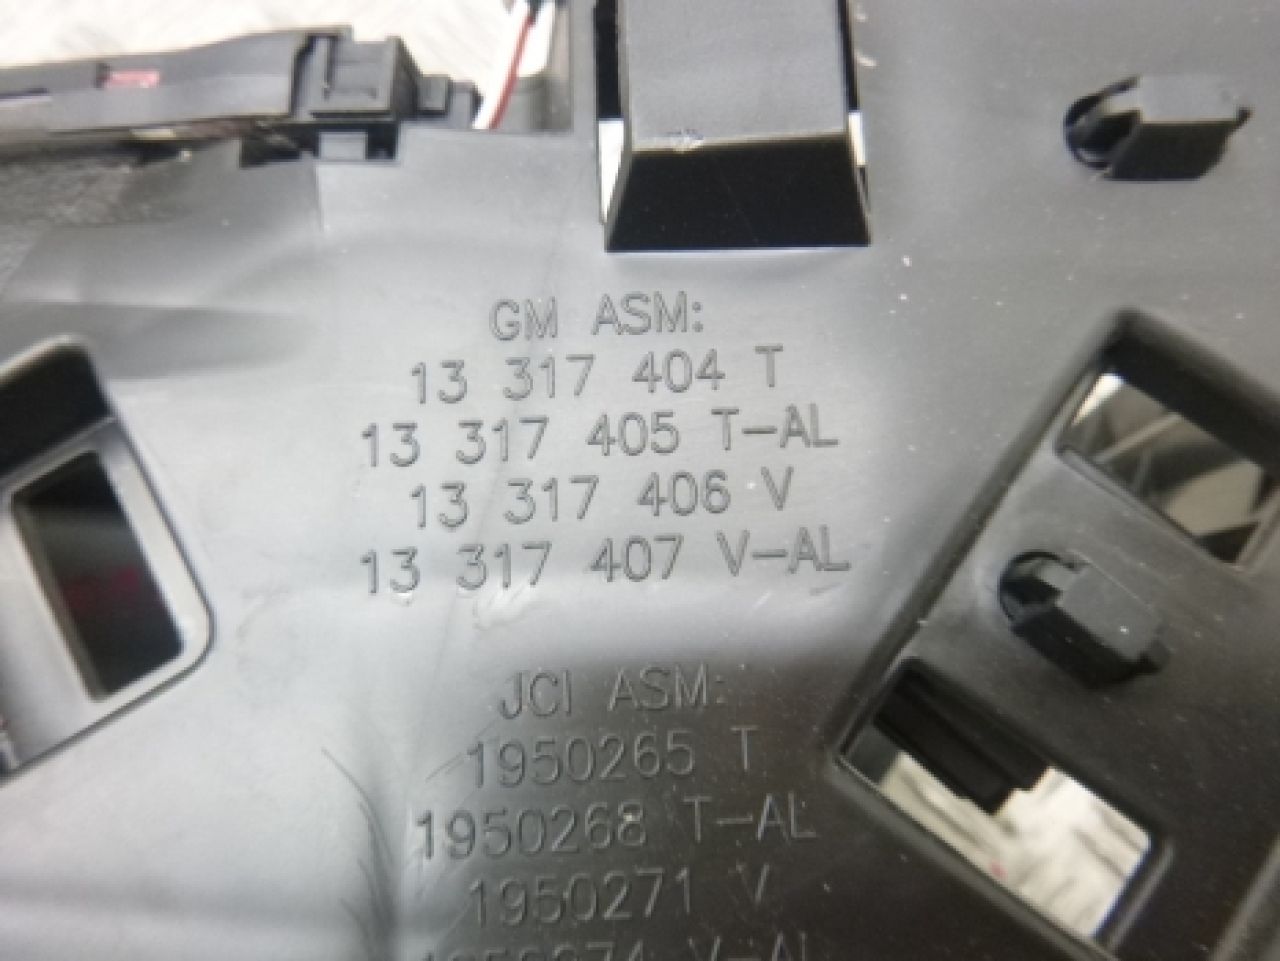 GM ASM:
13 317 404 T
13 317 405 T-AL
13 317 406 V
13 317 407 V-AL
JCI ASM:
1950265 T
1950268 T-AL
1950271 V
V-AL